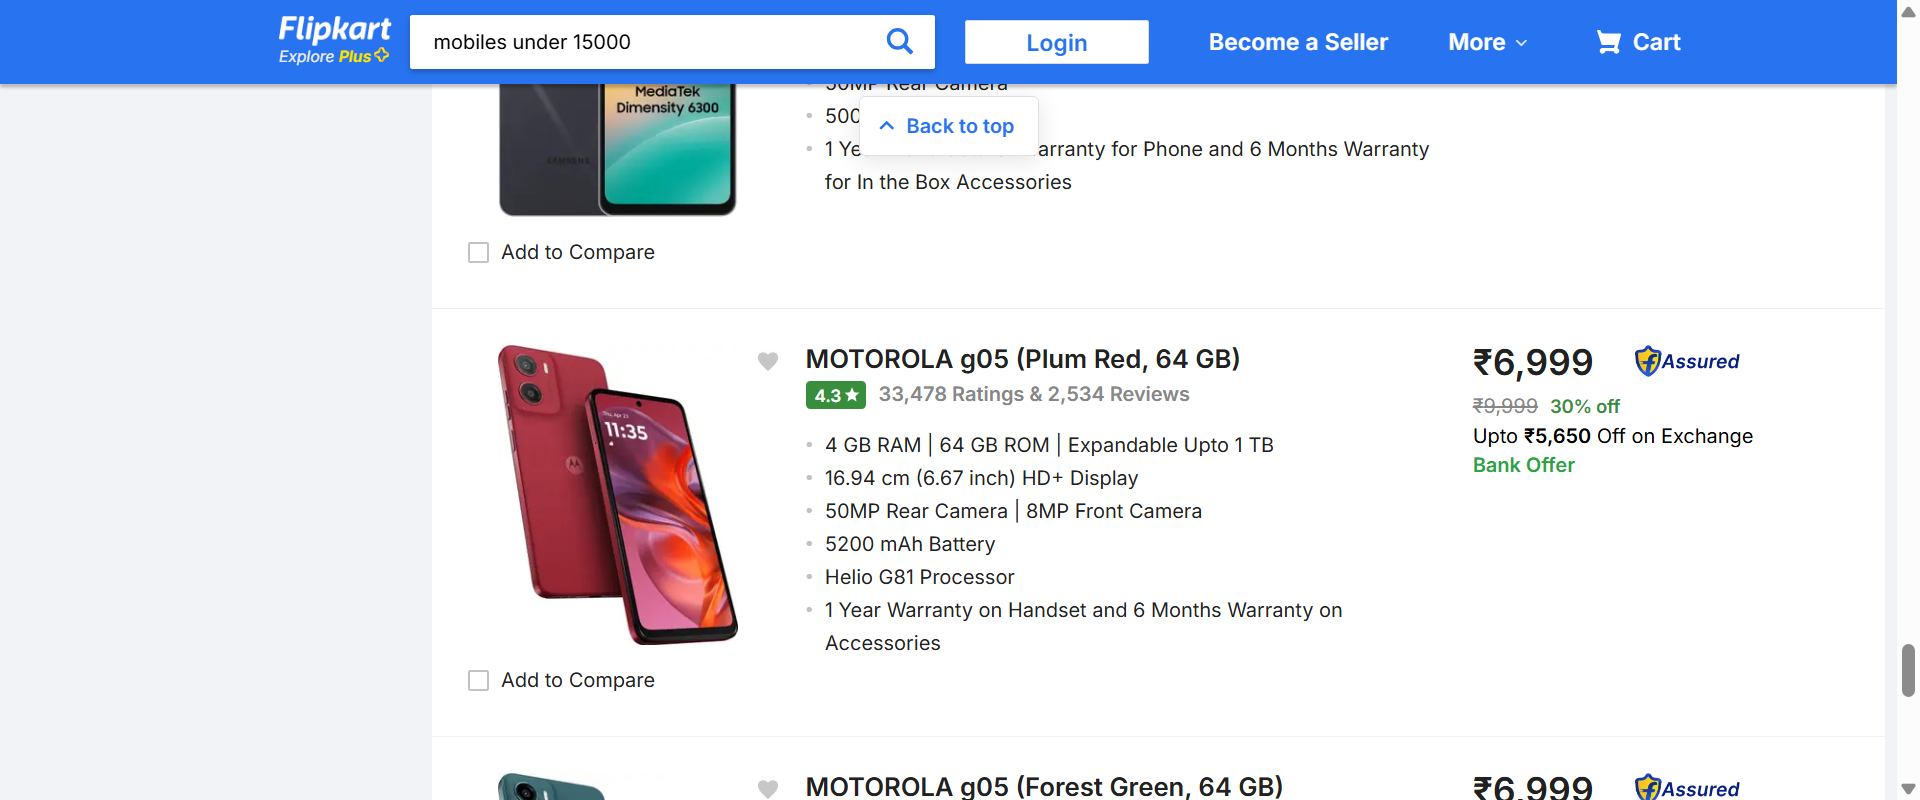 Flipkart
Explore Plus
mobiles under 15000
Login
Become a Seller
More
Cart
MediaTek
Dimensity 6300
SAMSUNG
50MP Rear Camera
500
Back to top
1 Ye arranty for Phone and 6 Months Warranty
for In the Box Accessories
Add to Compare
MOTOROLA g05 (Plum Red, 64 GB)
4.3★ 33,478 Ratings & 2,534 Reviews
4 GB RAM | 64 GB ROM | Expandable Upto 1 TB
16.94 cm (6.67 inch) HD+ Display
50MP Rear Camera | 8MP Front Camera
5200 mAh Battery
Helio G81 Processor
1 Year Warranty on Handset and 6 Months Warranty on
Accessories
₹6,999
Assured
₹9,999 30% off
Upto ₹5,650 Off on Exchange
Bank Offer
Thu, Apr 23
11:35
Add to Compare
MOTOROLA g05 (Forest Green, 64 GB)
₹6,999
Assured